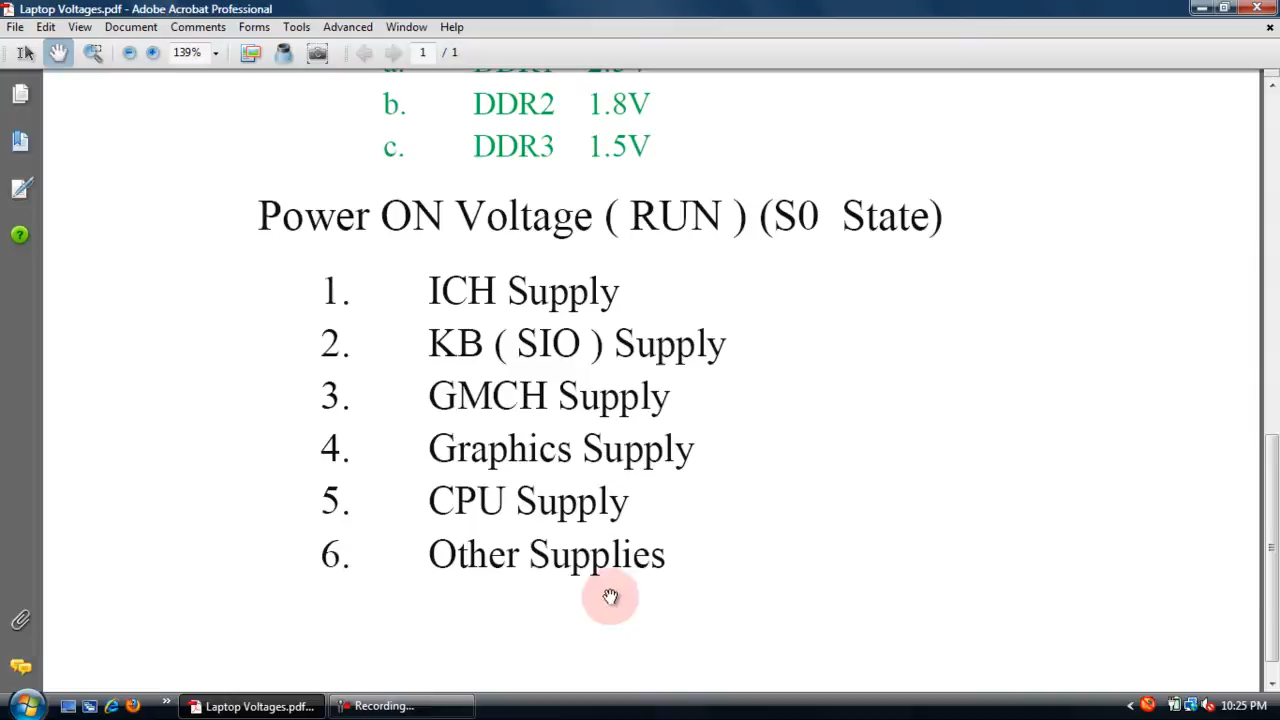 Laptop Voltages.pdf - Adobe Acrobat Professional
File Edit View Document Comments Forms Tools Advanced Window Help
139% 1 / 1
b. DDR2 1.8V
c. DDR3 1.5V
Power ON Voltage ( RUN ) (S0 State)
1. ICH Supply
2. KB ( SIO ) Supply
3. GMCH Supply
4. Graphics Supply
5. CPU Supply
6. Other Supplies
Laptop Voltages.pdf... Recording... 10:25 PM